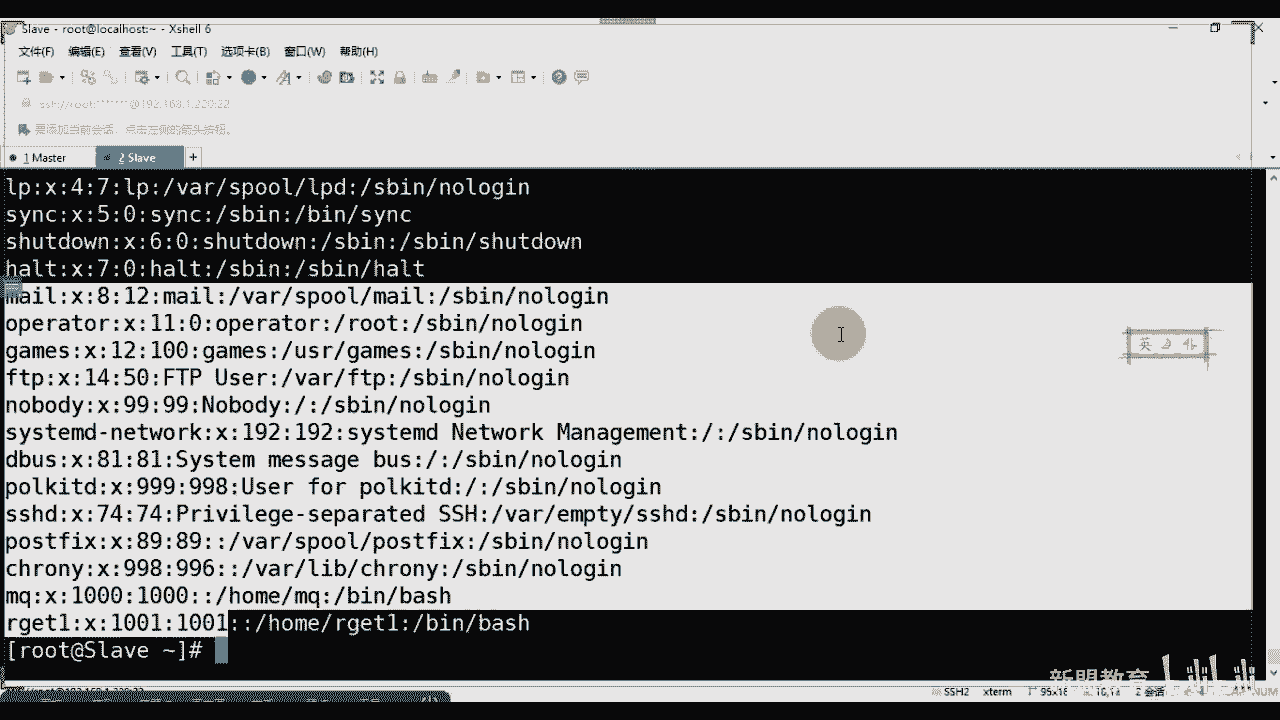 Slave - root@localhost:~ - Xshell 6
文件(F) 编辑(E) 查看(V) 工具(T) 选项卡(B) 窗口(W) 帮助(H)
ssh://root:******@192.168.1.220:22
要添加当前会话，点击左侧的箭头按钮。
1 Master 2 Slave +
lp:x:4:7:lp:/var/spool/lpd:/sbin/nologin
sync:x:5:0:sync:/sbin:/bin/sync
shutdown:x:6:0:shutdown:/sbin:/sbin/shutdown
halt:x:7:0:halt:/sbin:/sbin/halt
mail:x:8:12:mail:/var/spool/mail:/sbin/nologin
operator:x:11:0:operator:/root:/sbin/nologin
games:x:12:100:games:/usr/games:/sbin/nologin
ftp:x:14:50:FTP User:/var/ftp:/sbin/nologin
nobody:x:99:99:Nobody:/:/sbin/nologin
systemd-network:x:192:192:systemd Network Management:/:/sbin/nologin
dbus:x:81:81:System message bus:/:/sbin/nologin
polkitd:x:999:998:User for polkitd:/:/sbin/nologin
sshd:x:74:74:Privilege-separated SSH:/var/empty/sshd:/sbin/nologin
postfix:x:89:89::/var/spool/postfix:/sbin/nologin
chrony:x:998:996::/var/lib/chrony:/sbin/nologin
mq:x:1000:1000::/home/mq:/bin/bash
rget1:x:1001:1001::/home/rget1:/bin/bash
[root@Slave ~]#
新盟教育
SSH2 xterm 2 会话 NUM